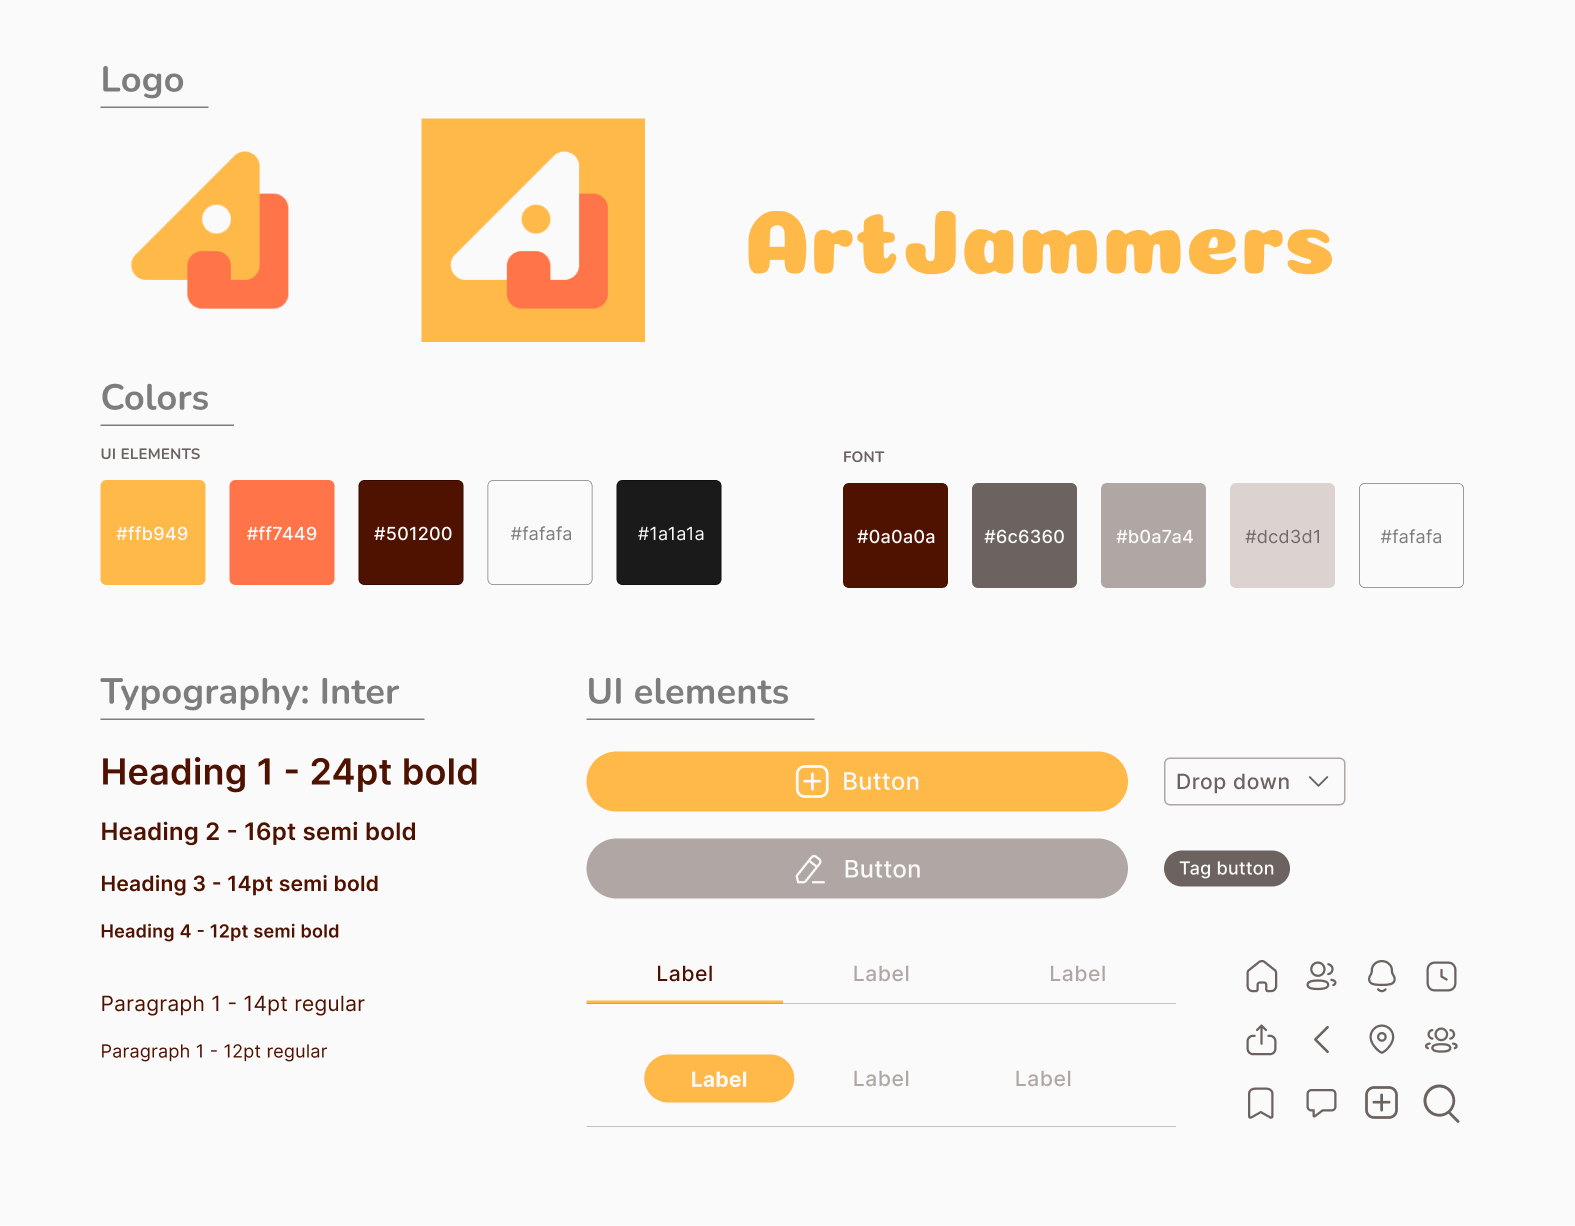 Logo
ArtJammers
Colors
UI ELEMENTS
#ffb949
#ff7449
#501200
#fafafa
#1a1a1a
FONT
#0a0a0a
#6c6360
#b0a7a4
#dcd3d1
#fafafa
Typography: Inter
Heading 1 - 24pt bold
Heading 2 - 16pt semi bold
Heading 3 - 14pt semi bold
Heading 4 - 12pt semi bold
Paragraph 1 - 14pt regular
Paragraph 1 - 12pt regular
UI elements
Button
Drop down
Button
Tag button
Label
Label
Label
Label
Label
Label